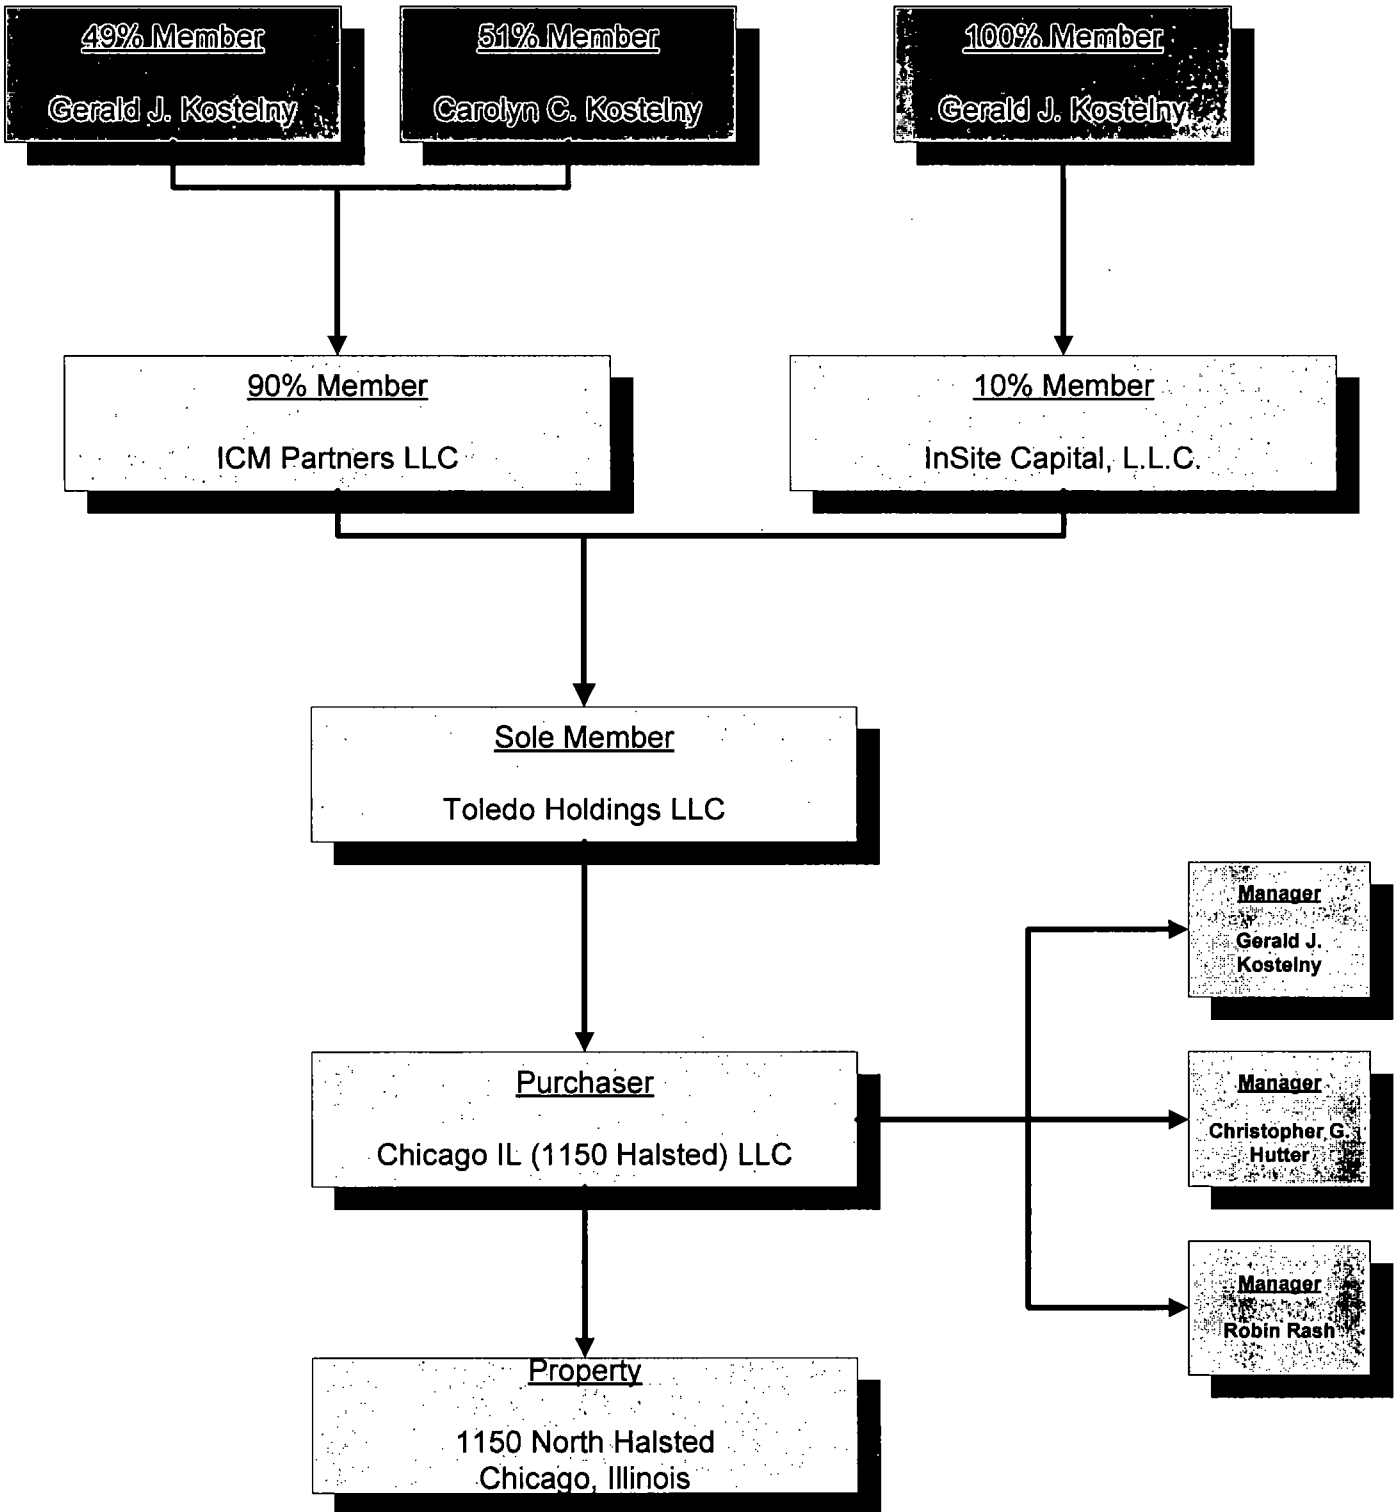 49% Member
Gerald J. Kostelny
51% Member
Carolyn C. Kostelny
100% Member
Gerald J. Kostelny
90% Member
ICM Partners LLC
10% Member
InSite Capital, L.L.C.
Sole Member
Toledo Holdings LLC
Manager
Gerald J.
Kostelny
Purchaser
Chicago IL (1150 Halsted) LLC
Manager
Christopher G.
Hutter
Manager
Robin Rash
Property
1150 North Halsted
Chicago, Illinois